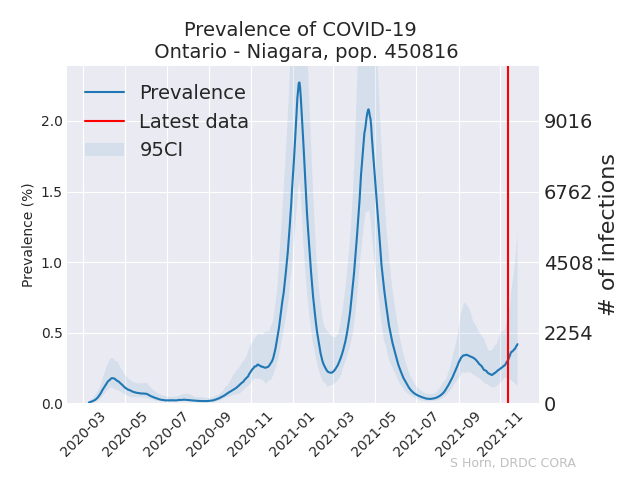 Prevalence of COVID-19
Ontario - Niagara, pop. 450816
Prevalence
Latest data
95CI
Prevalence (%)
2.0
1.5
1.0
0.5
0.0
9016
6762
4508
2254
0
# of infections
2020-03
2020-05
2020-07
2020-09
2020-11
2021-01
2021-03
2021-05
2021-07
2021-09
2021-11
S Horn, DRDC CORA